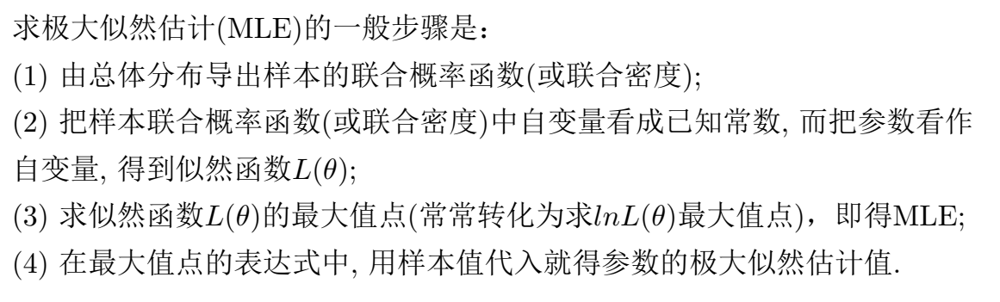 求极大似然估计(MLE)的一般步骤是：
(1) 由总体分布导出样本的联合概率函数(或联合密度);
(2) 把样本联合概率函数(或联合密度)中自变量看成已知常数, 而把参数看作
自变量, 得到似然函数L(θ);
(3) 求似然函数L(θ)的最大值点(常常转化为求lnL(θ)最大值点)，即得MLE;
(4) 在最大值点的表达式中, 用样本值代入就得参数的极大似然估计值.